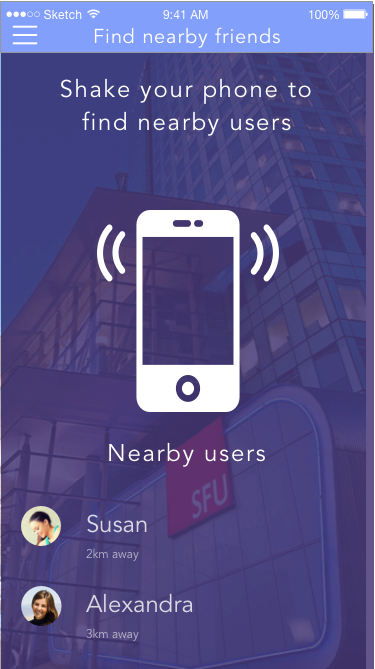 Sketch 9:41 AM 100%
Find nearby friends
Shake your phone to
find nearby users
Nearby users
SFU
Susan
2km away
Alexandra
3km away